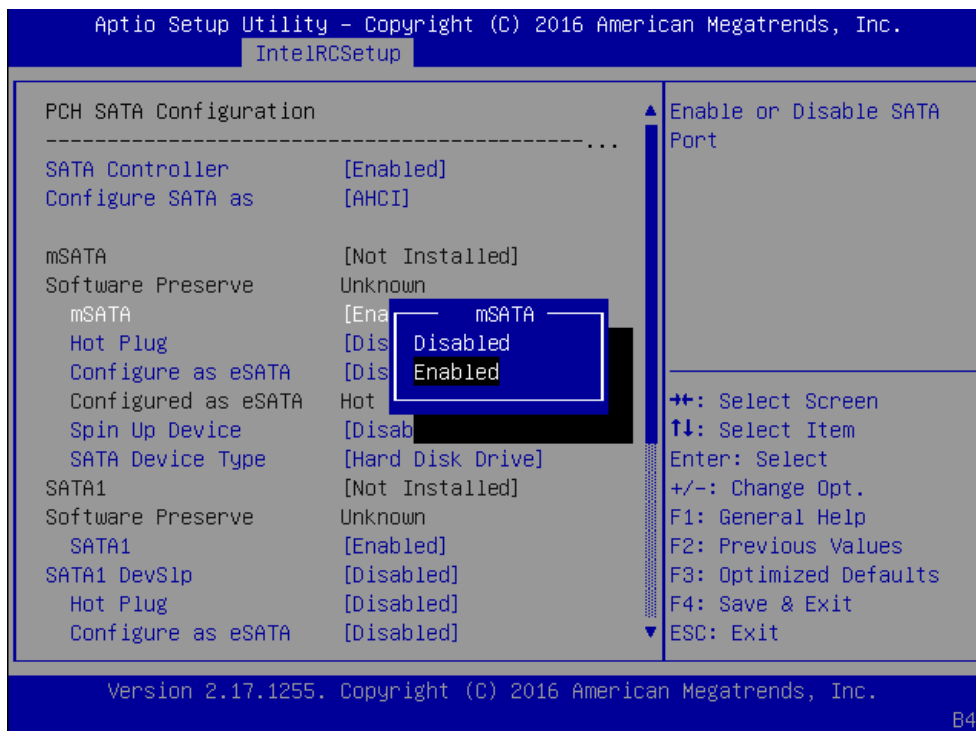 Aptio Setup Utility – Copyright (C) 2016 American Megatrends, Inc.
IntelRCSetup
PCH SATA Configuration
---------------------------------------------...
SATA Controller [Enabled]
Configure SATA as [AHCI]
mSATA [Not Installed]
Software Preserve Unknown
mSATA [Ena
Hot Plug [Dis
Configure as eSATA [Dis
Configured as eSATA Hot
Spin Up Device [Disab
SATA Device Type [Hard Disk Drive]
SATA1 [Not Installed]
Software Preserve Unknown
SATA1 [Enabled]
SATA1 DevSlp [Disabled]
Hot Plug [Disabled]
Configure as eSATA [Disabled]
mSATA
Disabled
Enabled
Enable or Disable SATA
Port
→←: Select Screen
↑↓: Select Item
Enter: Select
+/-: Change Opt.
F1: General Help
F2: Previous Values
F3: Optimized Defaults
F4: Save & Exit
ESC: Exit
Version 2.17.1255. Copyright (C) 2016 American Megatrends, Inc.
B4